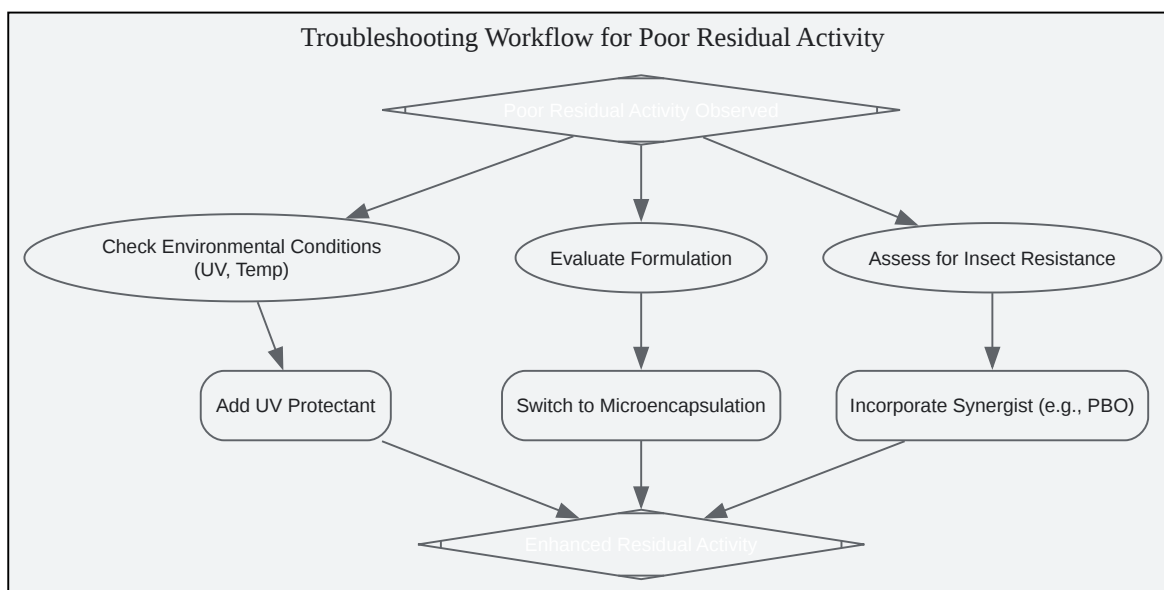 Troubleshooting Workflow for Poor Residual Activity
Poor Residual Activity Observed
Check Environmental Conditions
(UV, Temp)
Evaluate Formulation
Assess for Insect Resistance
Add UV Protectant
Switch to Microencapsulation
Incorporate Synergist (e.g., PBO)
Enhanced Residual Activity